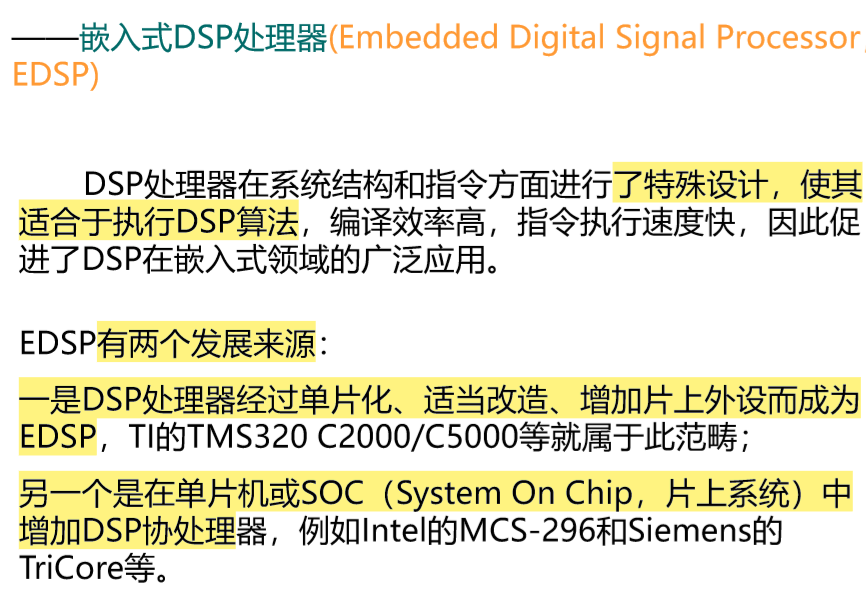 ——嵌入式DSP处理器(Embedded Digital Signal Processor,
EDSP)
DSP处理器在系统结构和指令方面进行了特殊设计，使其
适合于执行DSP算法，编译效率高，指令执行速度快，因此促
进了DSP在嵌入式领域的广泛应用。
EDSP有两个发展来源：
一是DSP处理器经过单片化、适当改造、增加片上外设而成为
EDSP，TI的TMS320 C2000/C5000等就属于此范畴；
另一个是在单片机或SOC（System On Chip，片上系统）中
增加DSP协处理器，例如Intel的MCS-296和Siemens的
TriCore等。